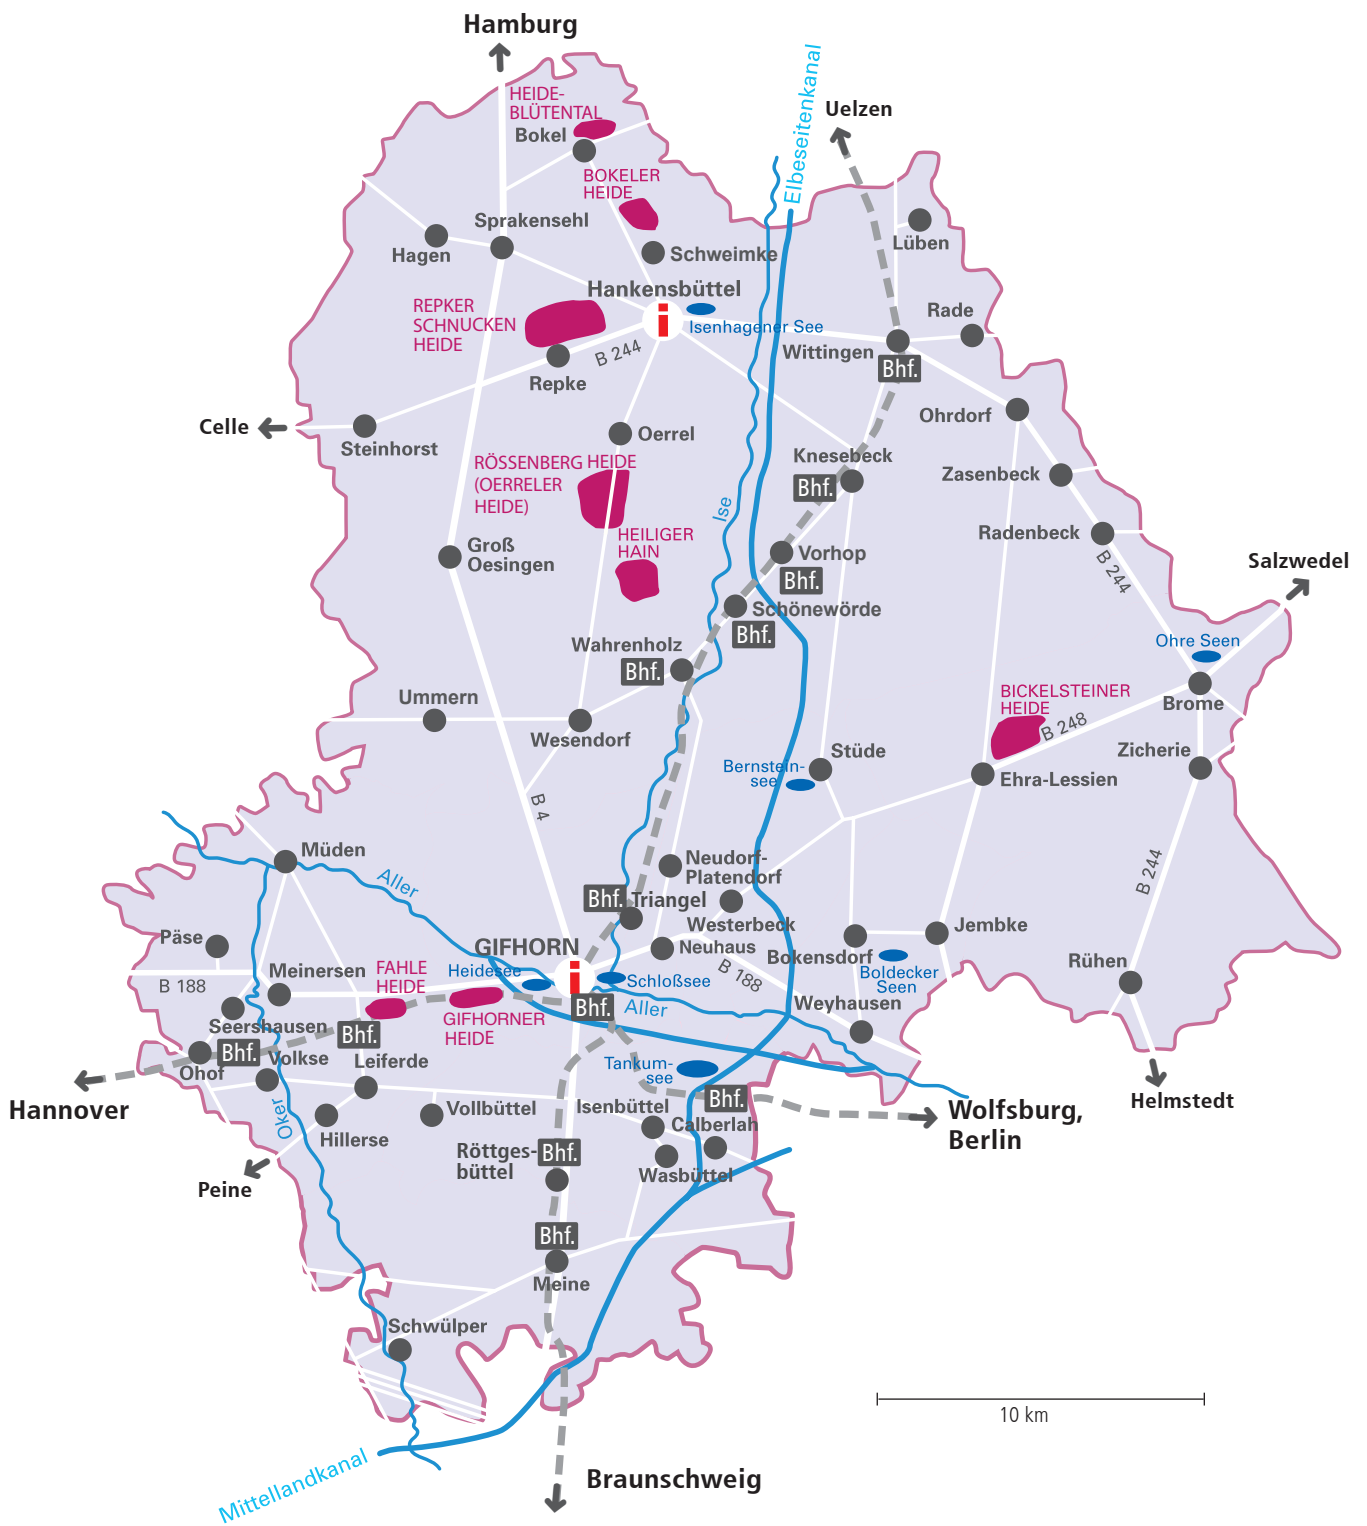 Hamburg
HEIDE-
BLÜTENTAL
Bokel
Elbeseitenkanal
Uelzen
BOKELER
HEIDE
Sprakensehl
Hagen
Schweimke
Lüben
Hankensbüttel
i
Isenhagener See
REPKER
SCHNUCKEN
HEIDE
B 244
Repke
Rade
Wittingen
Bhf.
Celle
Steinhorst
Ohrdorf
Oerrel
Knesebeck
Bhf.
Zasenbeck
RÖSSENBERG HEIDE
(OERRELER
HEIDE)
Ise
Radenbeck
HEILIGER
HAIN
Groß
Oesingen
Vorhop
Bhf.
B 244
Salzwedel
Schönewörde
Bhf.
Wahrenholz
Bhf.
Ohre Seen
Ummern
Wesendorf
BICKELSTEINER
HEIDE
B 248
Brome
Zicherie
Stüde
Bernstein-
see
Ehra-Lessien
B 4
Müden
Aller
Neudorf-
Platendorf
B 244
Bhf.
Triangel
Westerbeck
Jembke
Päse
GIFHORN
Neuhaus
Bokensdorf
Boldecker
Seen
Rühen
Meinersen
FAHLE
HEIDE
Heidesee
i
Schloßsee
B 188
B 188
Weyhausen
Seershausen
Bhf.
GIFHORNER
HEIDE
Bhf.
Aller
Ohof
Bhf.
Volkse
Leiferde
Tankum-
see
Hannover
Oker
Hillerse
Vollbüttel
Isenbüttel
Bhf.
Calberlah
Wolfsburg,
Berlin
Helmstedt
Röttges-
büttel
Bhf.
Wasbüttel
Peine
Bhf.
Meine
Schwülper
10 km
Mittellandkanal
Braunschweig